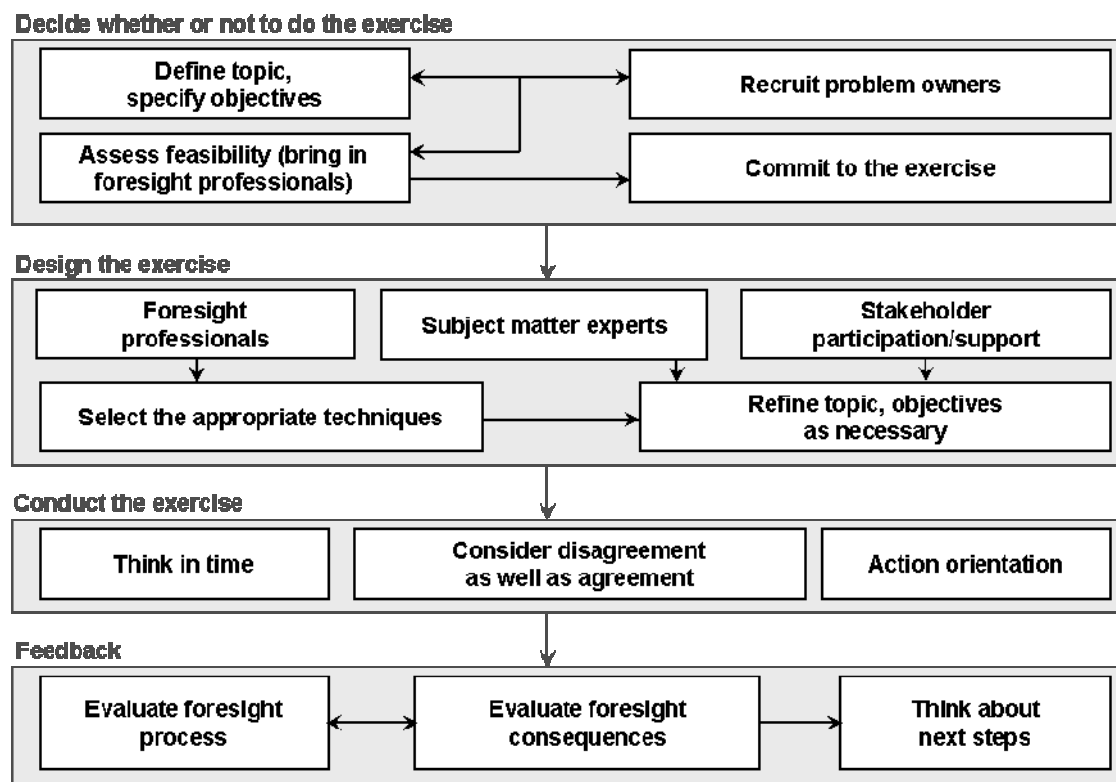 Decide whether or not to do the exercise
Define topic,
specify objectives
Recruit problem owners
Assess feasibility (bring in
foresight professionals)
Commit to the exercise
Design the exercise
Foresight
professionals
Subject matter experts
Stakeholder
participation/support
Select the appropriate techniques
Refine topic, objectives
as necessary
Conduct the exercise
Think in time
Consider disagreement
as well as agreement
Action orientation
Feedback
Evaluate foresight
process
Evaluate foresight
consequences
Think about
next steps